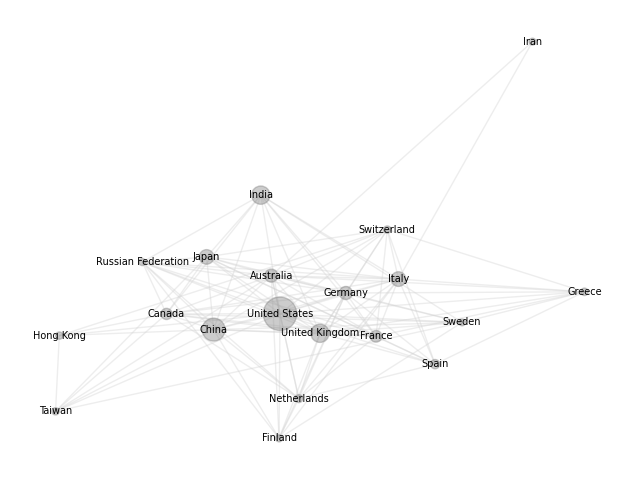 Iran
India
Switzerland
Japan
Russian Federation
Australia
Italy
Germany
Greece
Canada
United States
Sweden
China
United Kingdom
France
Hong Kong
Spain
Netherlands
Taiwan
Finland